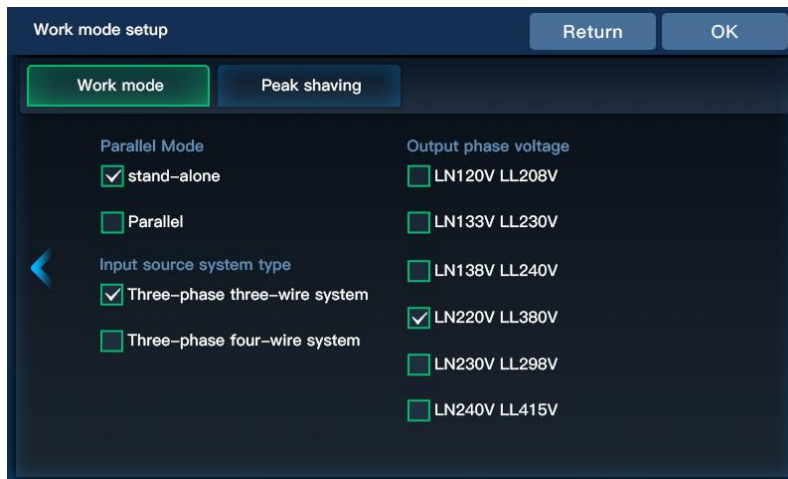 Work mode setup
Return
OK
Work mode
Peak shaving
Parallel Mode
stand-alone
Parallel
Input source system type
Three-phase three-wire system
Three-phase four-wire system
Output phase voltage
LN120V LL208V
LN133V LL230V
LN138V LL240V
LN220V LL380V
LN230V LL298V
LN240V LL415V